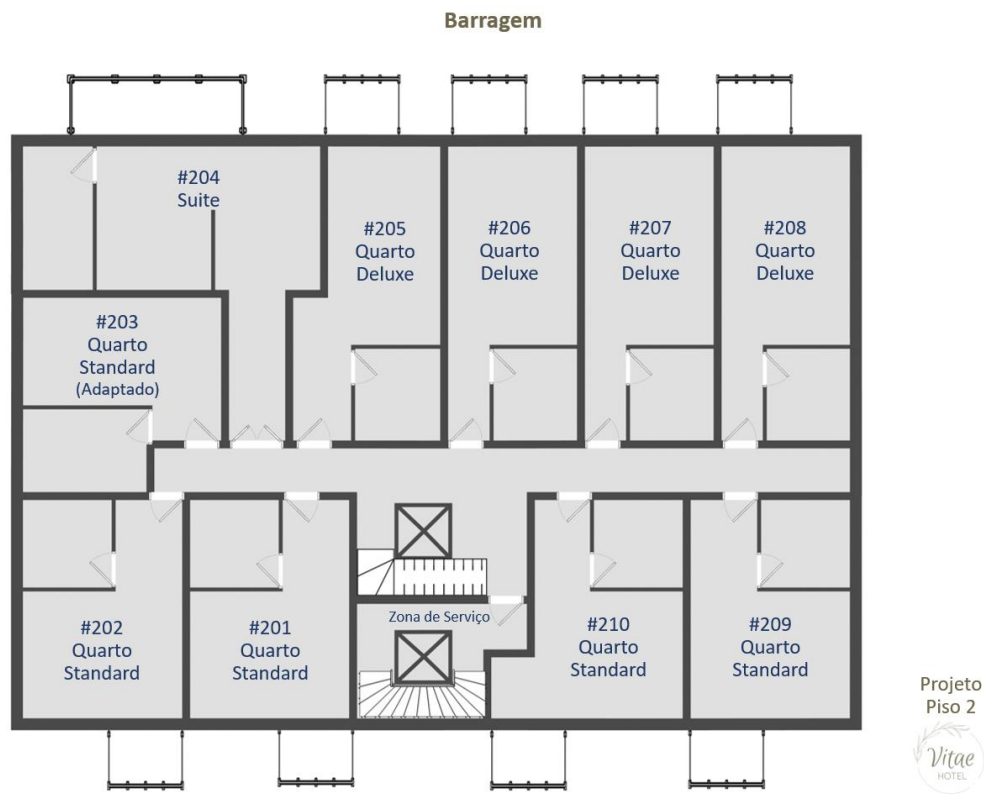 Barragem
#204
Suite
#205
Quarto
Deluxe
#206
Quarto
Deluxe
#207
Quarto
Deluxe
#208
Quarto
Deluxe
#203
Quarto
Standard
(Adaptado)
#202
Quarto
Standard
#201
Quarto
Standard
Zona de Serviço
#210
Quarto
Standard
#209
Quarto
Standard
Projeto
Piso 2
Vitae
HOTEL